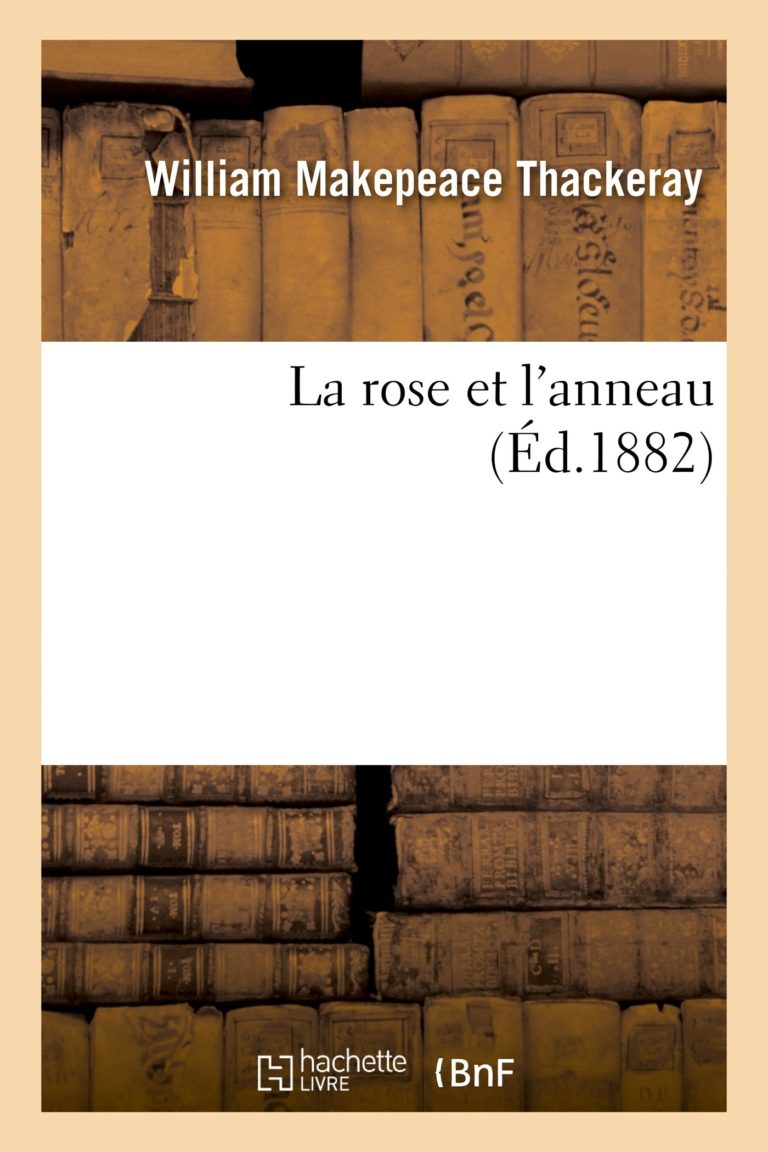 William Makepeace Thackeray
La rose et l’anneau
(Éd.1882)
hachette
LIVRE
{BnF